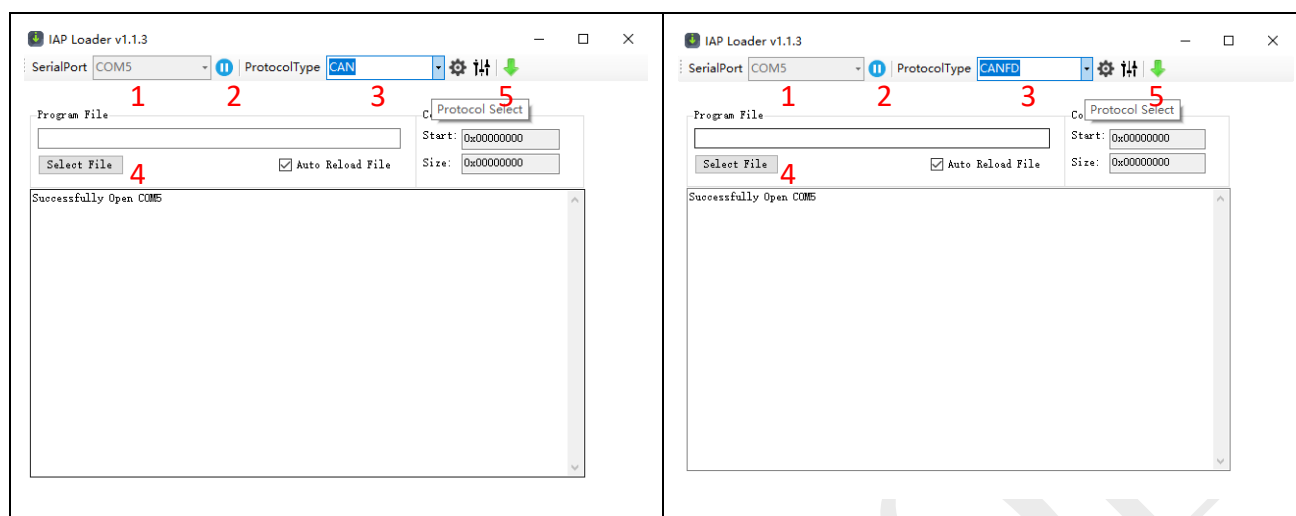 IAP Loader v1.1.3
SerialPort COM5 ProtocolType CAN
1 2 3 5
Protocol Select
Program File
Start: 0x00000000
Select File 4 Auto Reload File Size: 0x00000000
Successfully Open COM5
IAP Loader v1.1.3
SerialPort COM5 ProtocolType CANFD
1 2 3 5
Protocol Select
Program File Co
Start: 0x00000000
Select File 4 Auto Reload File Size: 0x00000000
Successfully Open COM5